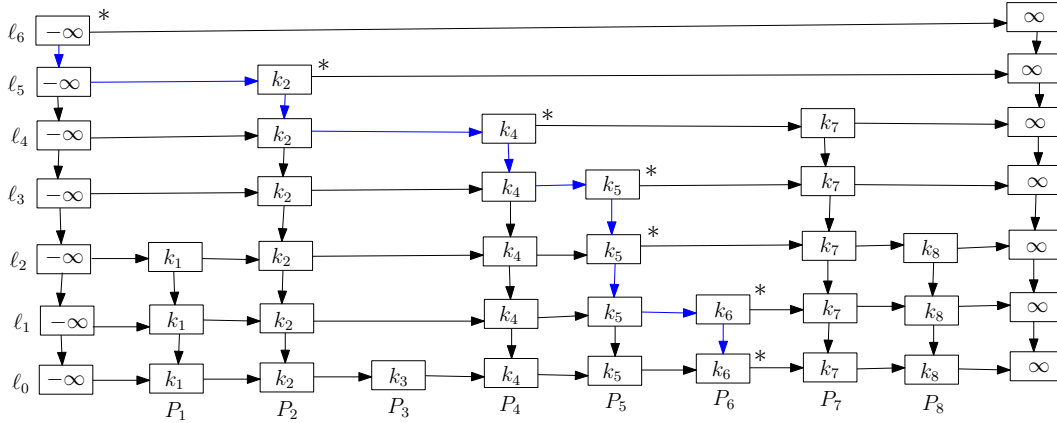 ℓ₆ −∞ * ∞
ℓ₅ −∞ k₂ * ∞
ℓ₄ −∞ k₂ k₄ * k₇ ∞
ℓ₃ −∞ k₂ k₄ k₅ * k₇ ∞
ℓ₂ −∞ k₁ k₂ k₄ k₅ * k₇ k₈ ∞
ℓ₁ −∞ k₁ k₂ k₄ k₅ k₆ * k₇ k₈ ∞
ℓ₀ −∞ k₁ k₂ k₃ k₄ k₅ k₆ * k₇ k₈ ∞
P₁ P₂ P₃ P₄ P₅ P₆ P₇ P₈